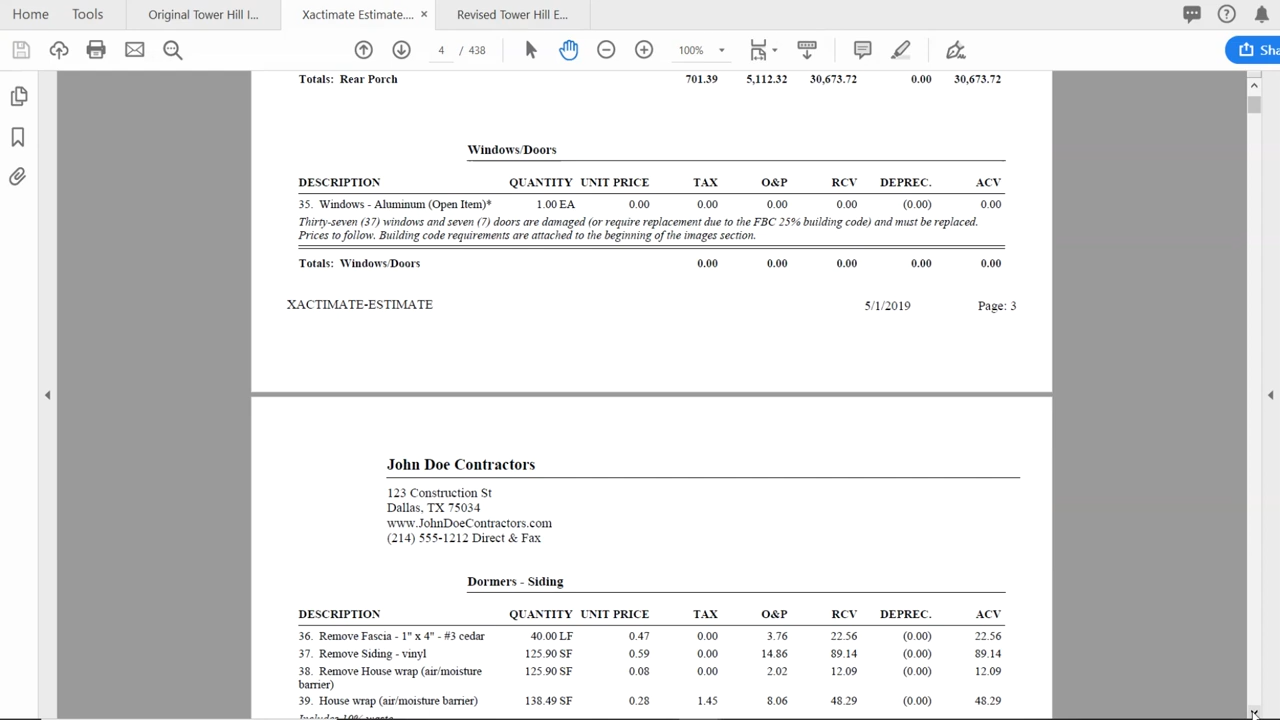 Home Tools Original Tower Hill I... Xactimate Estimate.... × Revised Tower Hill E...
4 / 438 100% Sha
Totals: Rear Porch 701.39 5,112.32 30,673.72 0.00 30,673.72
Windows/Doors
DESCRIPTION QUANTITY UNIT PRICE TAX O&P RCV DEPREC. ACV
35. Windows - Aluminum (Open Item)* 1.00 EA 0.00 0.00 0.00 0.00 (0.00) 0.00
Thirty-seven (37) windows and seven (7) doors are damaged (or require replacement due to the FBC 25% building code) and must be replaced.
Prices to follow. Building code requirements are attached to the beginning of the images section.
Totals: Windows/Doors 0.00 0.00 0.00 0.00 0.00
XACTIMATE-ESTIMATE 5/1/2019 Page: 3
John Doe Contractors
123 Construction St
Dallas, TX 75034
www.JohnDoeContractors.com
(214) 555-1212 Direct & Fax
Dormers - Siding
DESCRIPTION QUANTITY UNIT PRICE TAX O&P RCV DEPREC. ACV
36. Remove Fascia - 1" x 4" - #3 cedar 40.00 LF 0.47 0.00 3.76 22.56 (0.00) 22.56
37. Remove Siding - vinyl 125.90 SF 0.59 0.00 14.86 89.14 (0.00) 89.14
38. Remove House wrap (air/moisture 125.90 SF 0.08 0.00 2.02 12.09 (0.00) 12.09
barrier)
39. House wrap (air/moisture barrier) 138.49 SF 0.28 1.45 8.06 48.29 (0.00) 48.29
Includes 10% waste